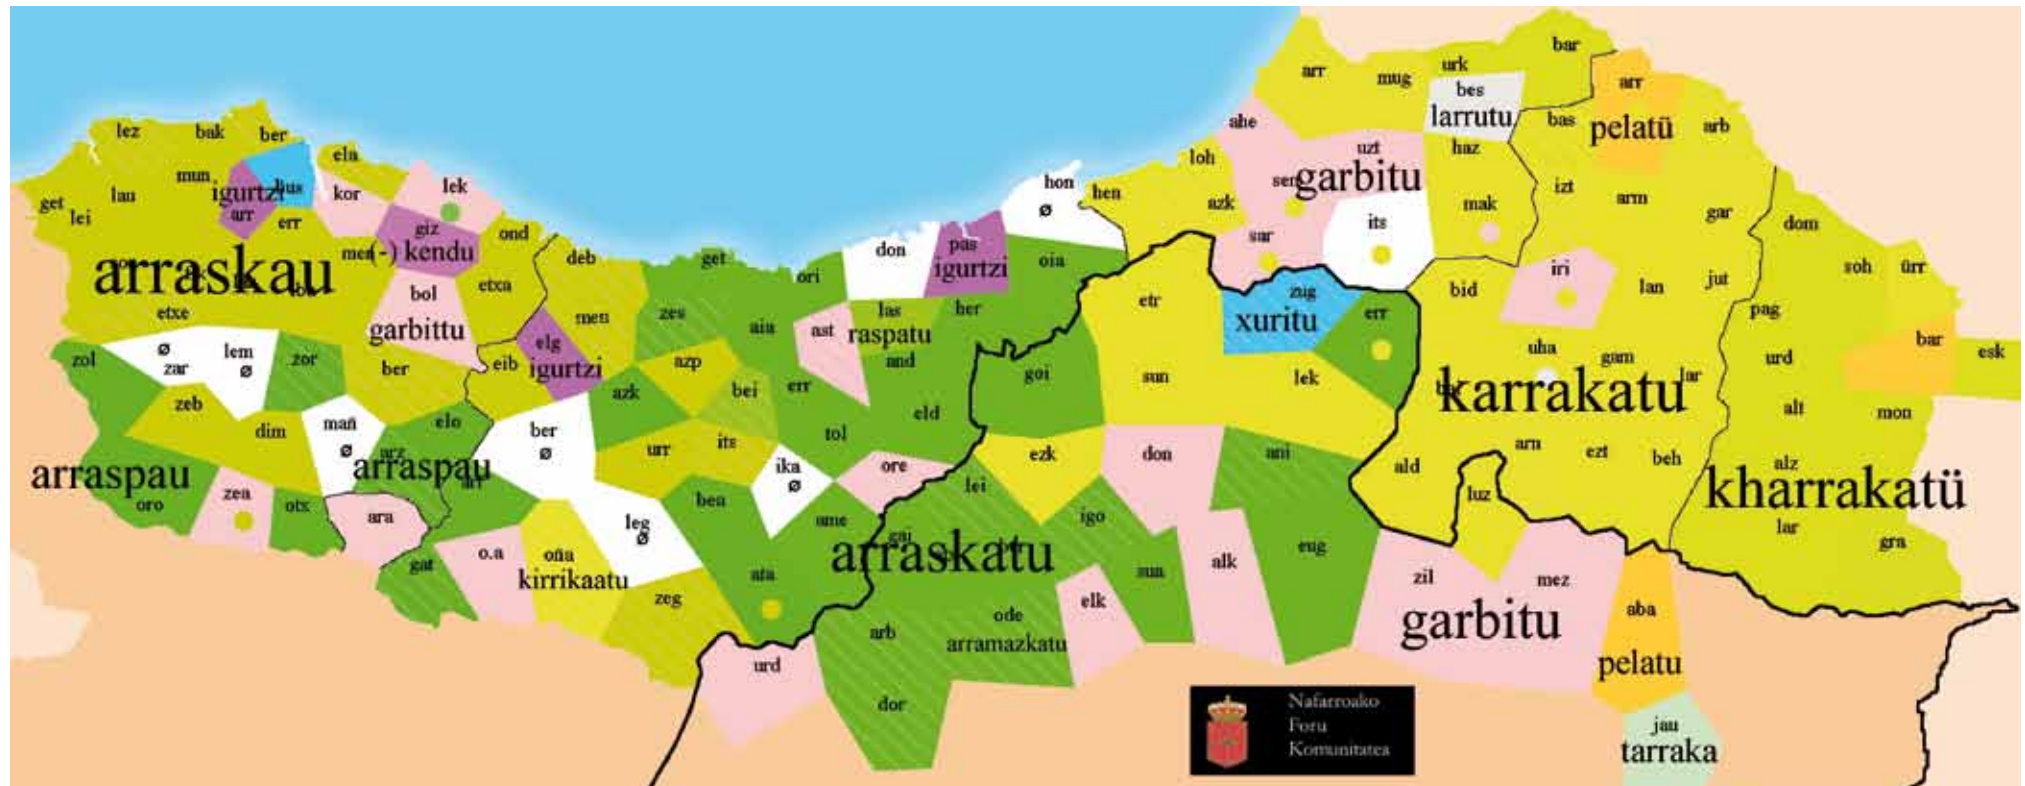 bar
arr
mug
urk
bes
larrutu
arr
pelatü
lez
bak
ber
ahe
bas
arb
ela
loh
uzt
haz
mun
igurtzi
bus
lau
kor
lek
hon
ø
hen
sen
garbitu
izt
arm
get
lei
arr
err
giz
azk
mak
gar
ond
its
dom
(-) kendu
don
pas
igurtzi
sar
arraskau
deb
get
ori
oia
iri
soh
ürr
etxa
bol
zug
xuritu
bid
lan
jut
etxe
garbittu
men
zes
aia
ast
las
raspatu
her
etr
err
pag
bar
esk
ø
zar
lem
ø
zor
zol
ber
eib
elg
igurtzi
azp
and
goi
sun
lek
uha
gam
lar
urd
karrakatu
zeb
azk
bei
err
eld
alt
mon
dim
mañ
ø
elo
ber
ø
its
tol
urr
arn
ezt
beh
arraspau
arraspau
ika
ø
ore
ezk
don
ani
ald
alz
kharrakatü
oro
zea
otx
ara
ben
lei
luz
lar
gra
leg
ø
ame
gai
arraskatu
igo
gat
o.a
oña
kirrikaatu
ata
sua
alk
eug
zil
mez
garbitu
zeg
arb
ode
arramazkatu
elk
aba
pelatu
urd
dor
jau
tarraka
Nafarroako
Foru
Komunitatea